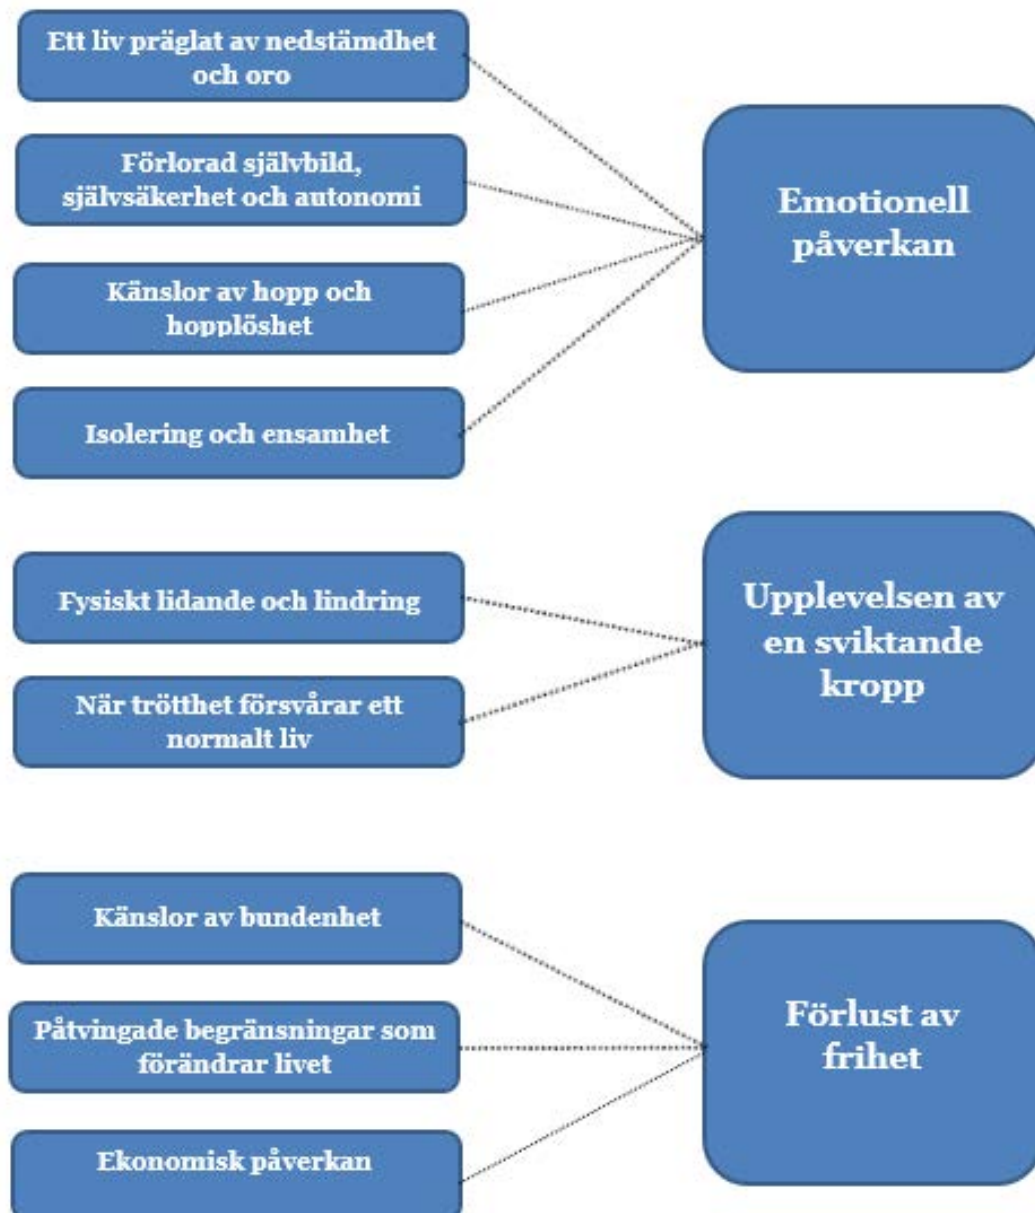 Ett liv präglat av nedstämdhet
och oro
Förlorad självbild,
självsäkerhet och autonomi
Känslor av hopp och
hopplöshet
Isolering och ensamhet
Emotionell
påverkan
Fysiskt lidande och lindring
När trötthet försvårar ett
normalt liv
Upplevelsen av
en sviktande
kropp
Känslor av bundenhet
Påtvingade begränsningar som
förändrar livet
Ekonomisk påverkan
Förlust av
frihet